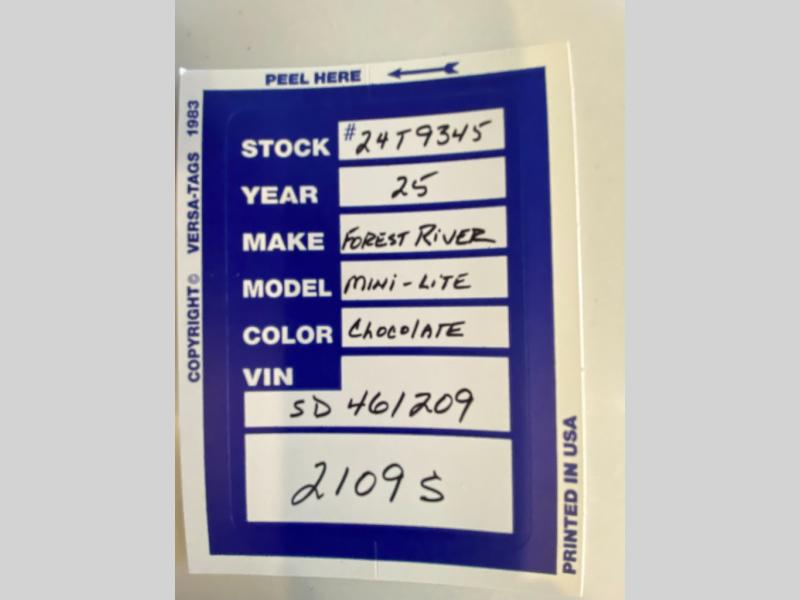 PEEL HERE
COPYRIGHT © VERSA-TAGS 1983
STOCK #24T9345
YEAR 25
MAKE FOREST RIVER
MODEL MINI-LITE
COLOR ChocolATE
VIN
SD 461209
2109 S
PRINTED IN USA